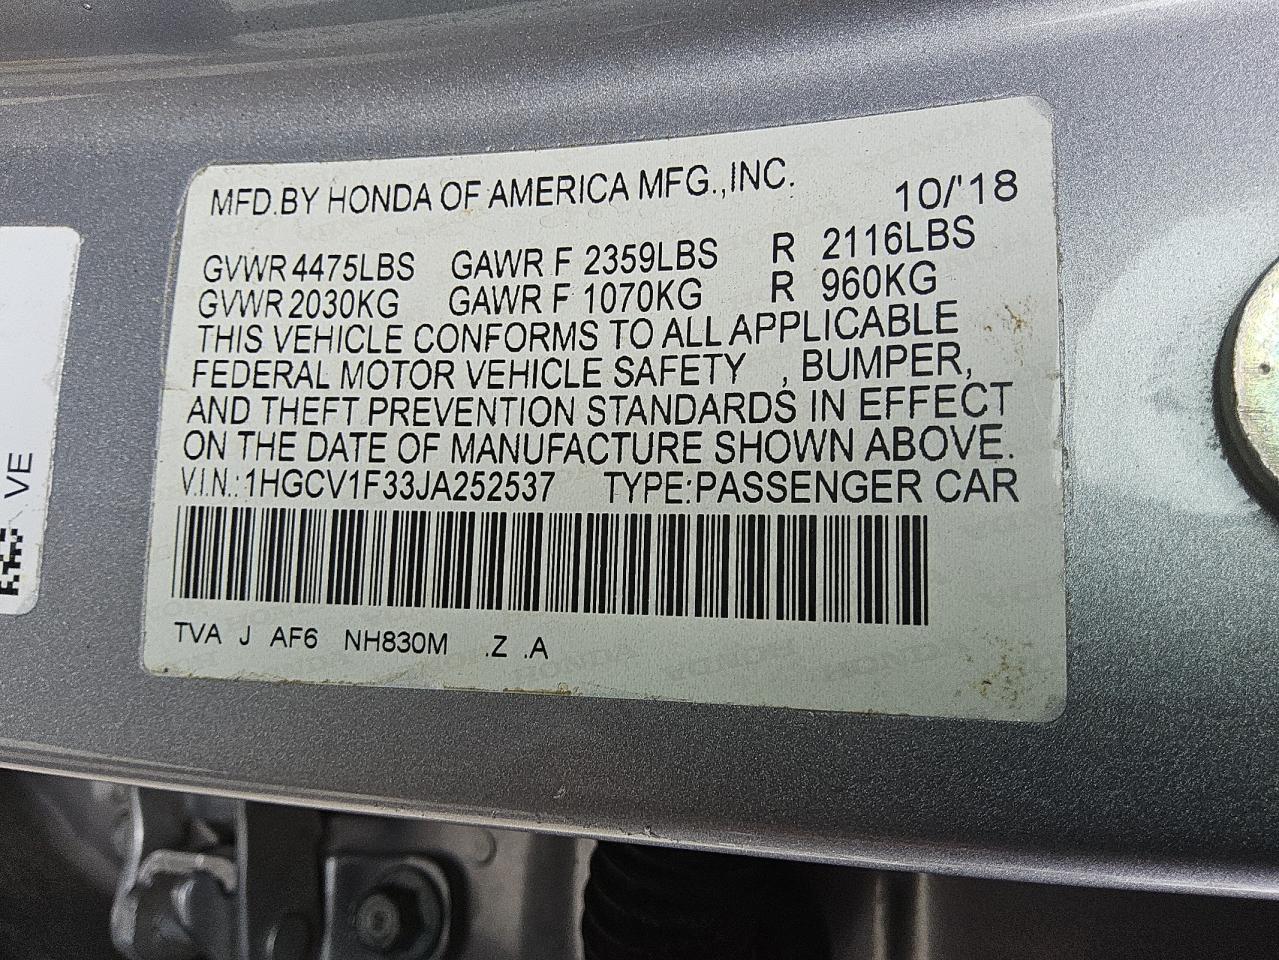 MFD.BY HONDA OF AMERICA MFG.,INC. 10/'18
GVWR 4475LBS GAWR F 2359LBS R 2116LBS
GVWR 2030KG GAWR F 1070KG R 960KG
THIS VEHICLE CONFORMS TO ALL APPLICABLE
FEDERAL MOTOR VEHICLE SAFETY , BUMPER,
AND THEFT PREVENTION STANDARDS IN EFFECT
ON THE DATE OF MANUFACTURE SHOWN ABOVE.
V.I.N.: 1HGCV1F33JA252537 TYPE:PASSENGER CAR
TVA J AF6 NH830M .Z .A
VE